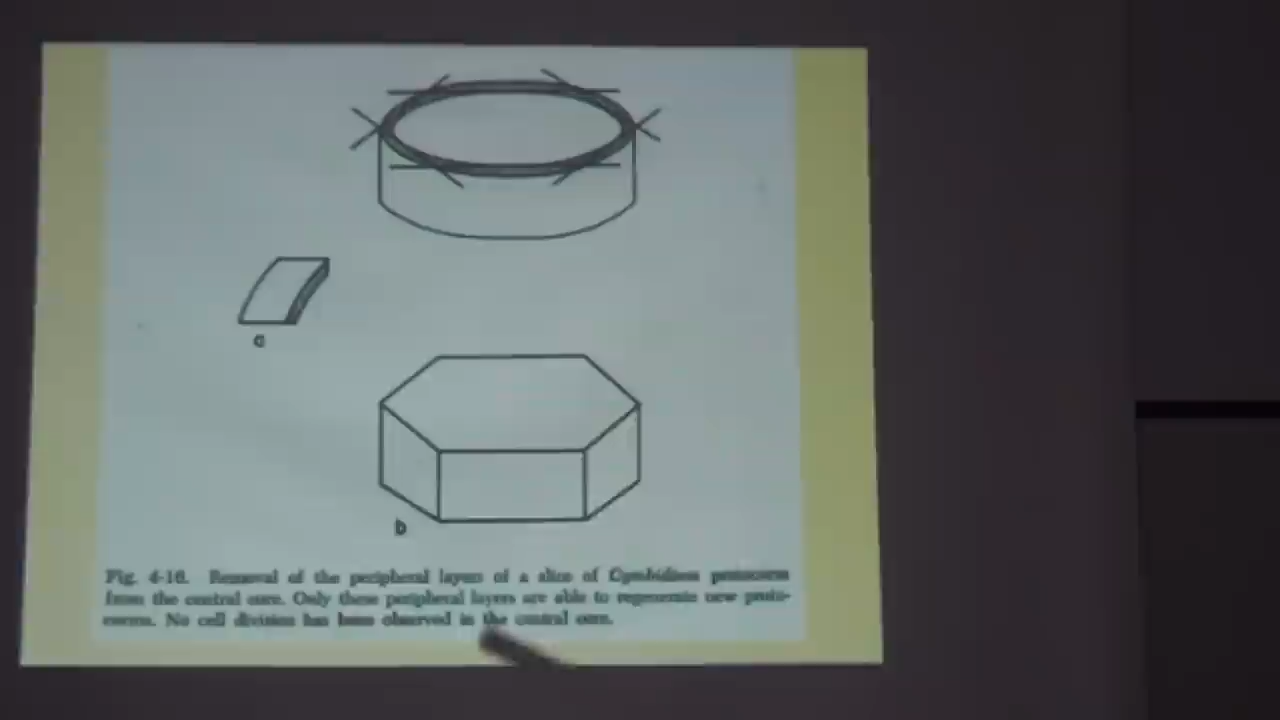 a
b
Fig. 4-16. Removal of the peripheral layers of a slice of Cymbidium protocorm
from the central core. Only these peripheral layers are able to regenerate new proto-
corms. No cell division has been observed in the central core.